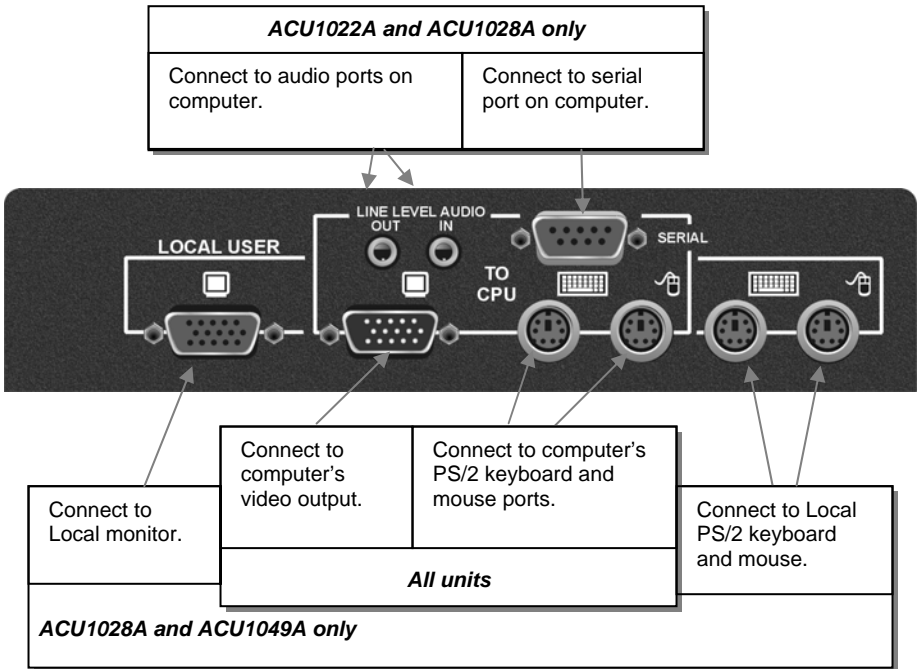 ACU1022A and ACU1028A only
Connect to audio ports on
computer.
Connect to serial
port on computer.
LINE LEVEL AUDIO
OUT
IN
SERIAL
LOCAL USER
TO
CPU
Connect to
computer's
video output.
Connect to computer's
PS/2 keyboard and
mouse ports.
Connect to
Local monitor.
Connect to Local
PS/2 keyboard
and mouse.
All units
ACU1028A and ACU1049A only